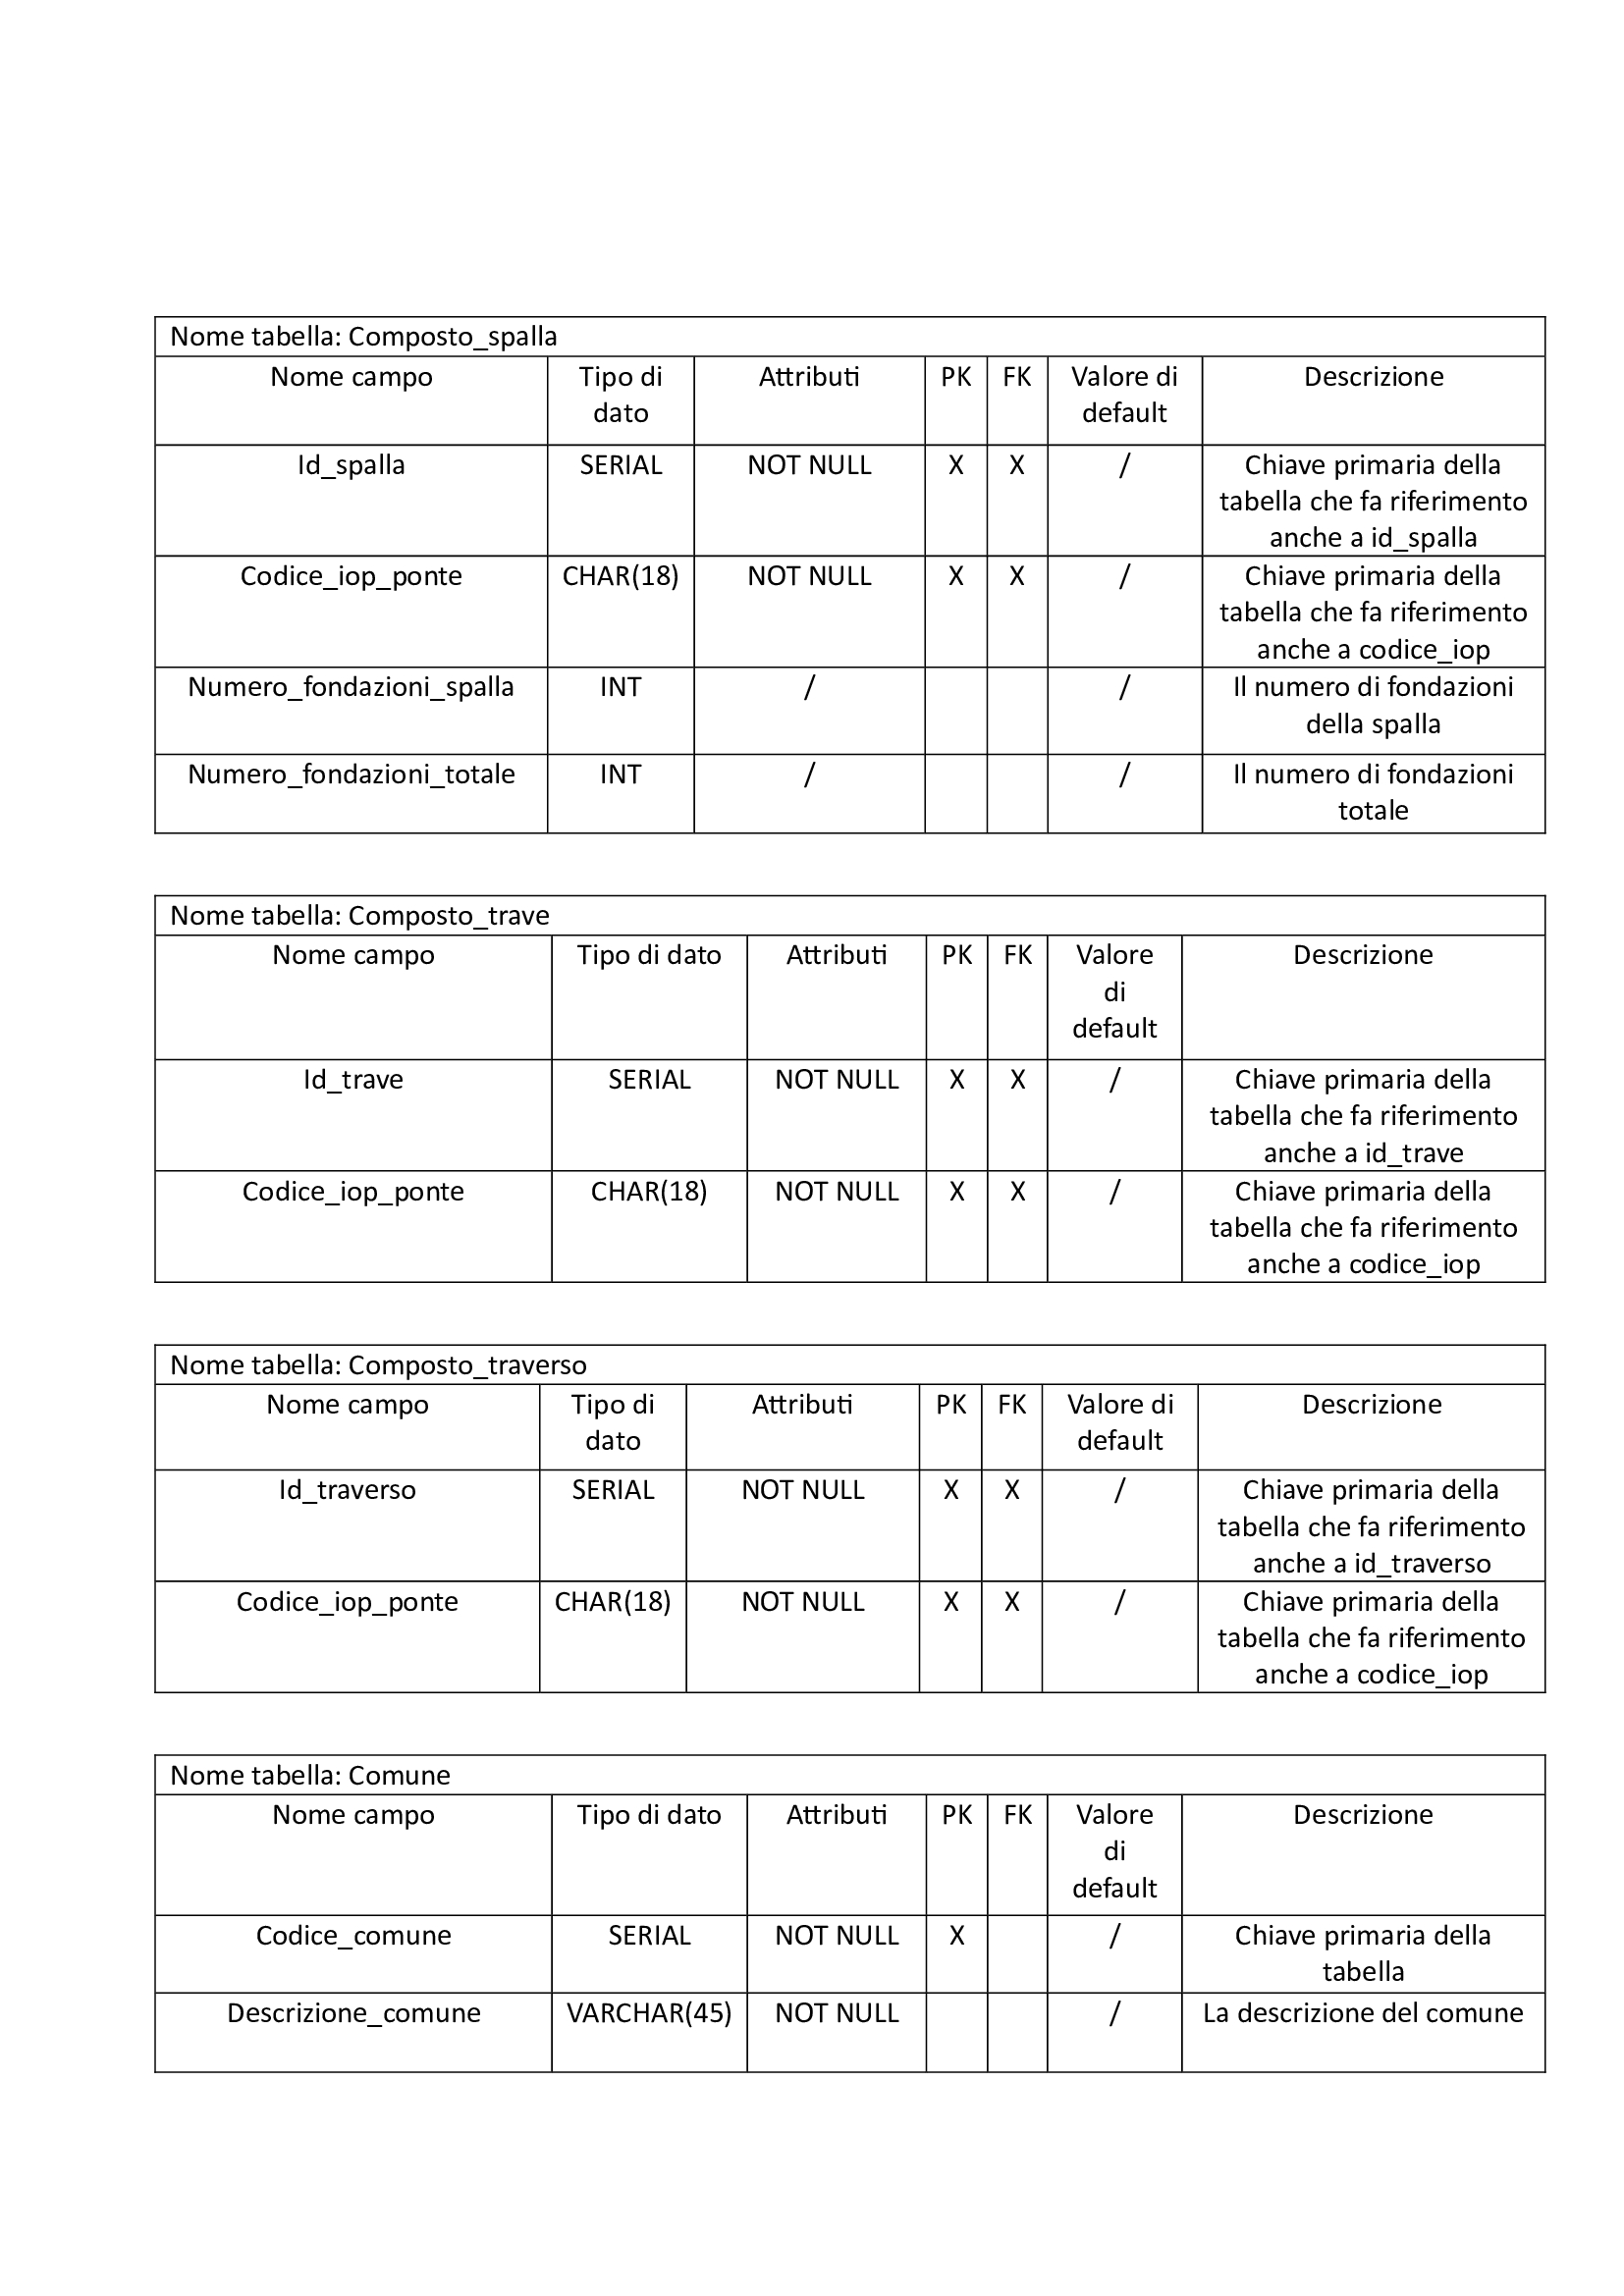 Nome tabella: Composto_spalla
Nome campo Tipo di dato Attributi PK FK Valore di default Descrizione
Id_spalla SERIAL NOT NULL X X / Chiave primaria della tabella che fa riferimento anche a id_spalla
Codice_iop_ponte CHAR(18) NOT NULL X X / Chiave primaria della tabella che fa riferimento anche a codice_iop
Numero_fondazioni_spalla INT / / Il numero di fondazioni della spalla
Numero_fondazioni_totale INT / / Il numero di fondazioni totale
Nome tabella: Composto_trave
Nome campo Tipo di dato Attributi PK FK Valore di default Descrizione
Id_trave SERIAL NOT NULL X X / Chiave primaria della tabella che fa riferimento anche a id_trave
Codice_iop_ponte CHAR(18) NOT NULL X X / Chiave primaria della tabella che fa riferimento anche a codice_iop
Nome tabella: Composto_traverso
Nome campo Tipo di dato Attributi PK FK Valore di default Descrizione
Id_traverso SERIAL NOT NULL X X / Chiave primaria della tabella che fa riferimento anche a id_traverso
Codice_iop_ponte CHAR(18) NOT NULL X X / Chiave primaria della tabella che fa riferimento anche a codice_iop
Nome tabella: Comune
Nome campo Tipo di dato Attributi PK FK Valore di default Descrizione
Codice_comune SERIAL NOT NULL X / Chiave primaria della tabella
Descrizione_comune VARCHAR(45) NOT NULL / La descrizione del comune